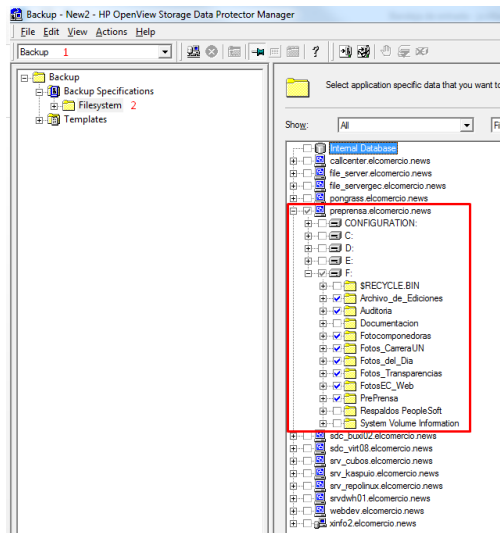 Backup - New2 - HP OpenView Storage Data Protector Manager
File Edit View Actions Help
Backup 1
Backup
Backup Specifications
Filesystem 2
Templates
Select application specific data that you want to
Show: All Fi
Internal Database
callcenter.elcomercio.news
file_server.elcomercio.news
file_servergec.elcomercio.news
pongrass.elcomercio.news
preprensa.elcomercio.news
CONFIGURATION:
C:
D:
E:
F:
$RECYCLE.BIN
Archivo_de_Ediciones
Auditoria
Documentacion
Fotocomponedoras
Fotos_CarreraUN
Fotos_del_Dia
Fotos_Transparencias
FotosEC_Web
PrePrensa
Respaldos PeopleSoft
System Volume Information
sdc_buxi02.elcomercio.news
sdc_virt08.elcomercio.news
srv_cubos.elcomercio.news
srv_kaspuio.elcomercio.news
srv_repolinux.elcomercio.news
srvdwh01.elcomercio.news
webdev.elcomercio.news
xinfo2.elcomercio.news